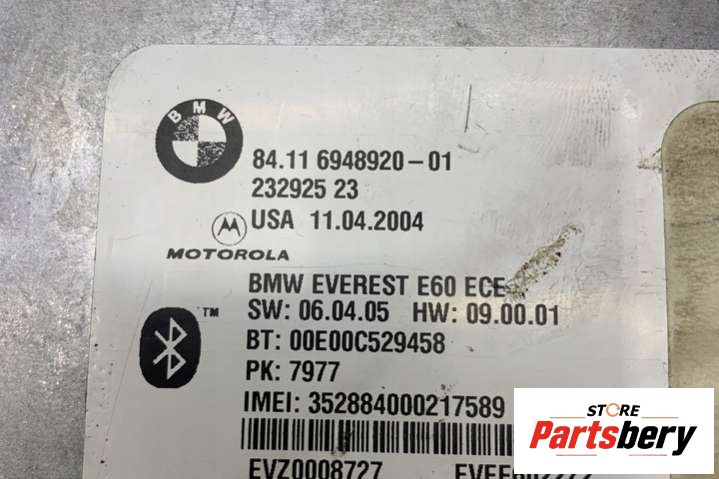 BMW
84.11 6948920-01
232925 23
USA 11.04.2004
MOTOROLA
BMW EVEREST E60 ECE
SW: 06.04.05 HW: 09.00.01
™
BT: 00E00C529458
PK: 7977
IMEI: 352884000217589
EVZ0008727
STORE
Partsbery